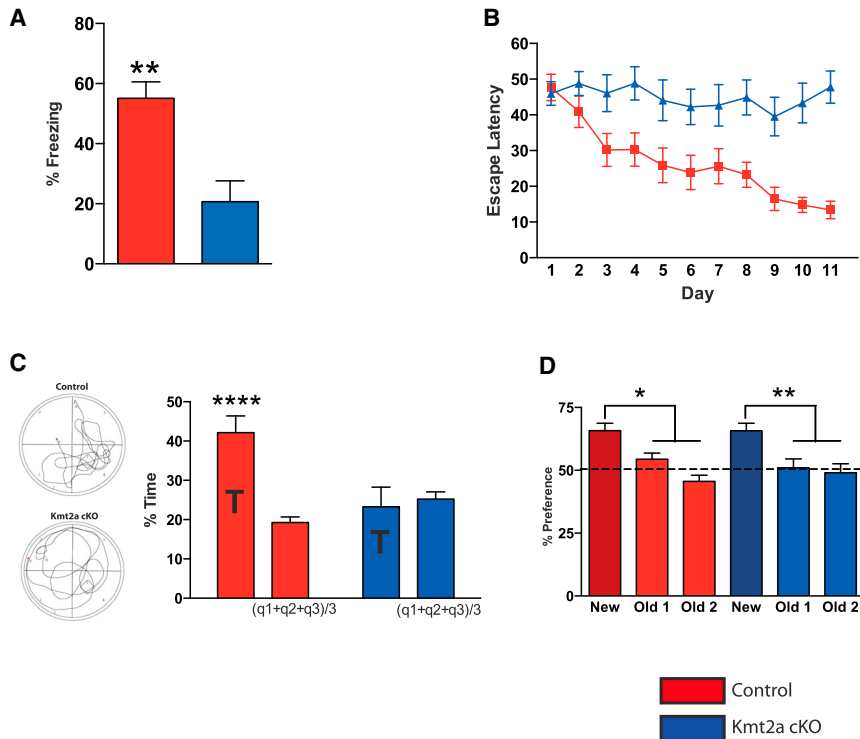 A
% Freezing
80
60
40
20
0
**
B
Escape Latency
60
50
40
30
20
10
0
1 2 3 4 5 6 7 8 9 10 11
Day
C
Control
Kmt2a cKO
% Time
50
40
30
20
10
0
****
T
T
(q1+q2+q3)/3
(q1+q2+q3)/3
D
% Preference
75
50
25
0
*
**
New Old 1 Old 2 New Old 1 Old 2
Control
Kmt2a cKO